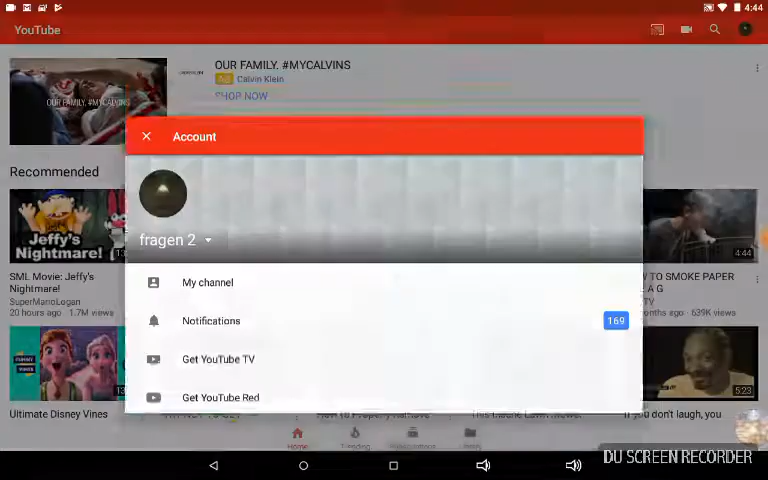 4:44
YouTube
OUR FAMILY. #MYCALVINS
OUR FAMILY. #MYCALVINS
Calvin Klein
SHOP NOW
Account
Recommended
fragen 2
My channel
Notifications
169
Get YouTube TV
Get YouTube Red
Jeffy's
Nightmare!
13
SML Movie: Jeffy's
Nightmare!
SuperMarioLogan
20 hours ago · 1.7M views
4:44
TO SMOKE PAPER
A G
TV
months ago · 639K views
13
5:23
Ultimate Disney Vines
If you don't laugh, you
Home
Trending
DU SCREEN RECORDER